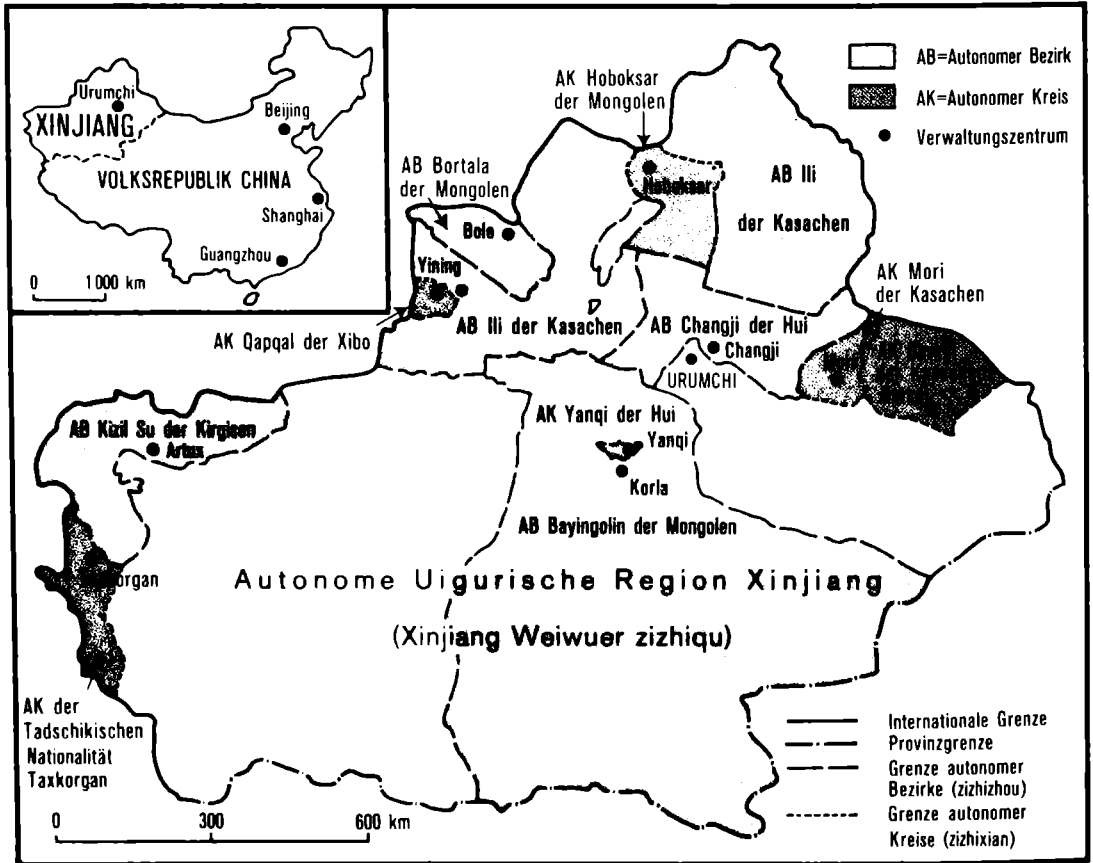 Urumchi
XINJIANG
Beijing
VOLKSREPUBLIK CHINA
Shanghai
Guangzhou
0 1 000 km
AB=Autonomer Bezirk
AK=Autonomer Kreis
Verwaltungszentrum
AK Hoboksar
der Mongolen
Hoboksar
AB Bortala
der Mongolen
Bole
AB Ili
der Kasachen
Yining
AK Qapqal der Xibo
AB Ili der Kasachen
AK Mori
der Kasachen
AB Changji der Hui
Changji
URUMCHI
AB Kizil Su der Kirgisen
Artux
AK Yanqi der Hui
Yanqi
Korla
AB Bayingolin der Mongolen
Autonome Uigurische Region Xinjiang
(Xinjiang Weiwuer zizhiqu)
AK der
Tadschikischen
Nationalität
Taxkorgan
0 300 600 km
Internationale Grenze
Provinzgrenze
Grenze autonomer
Bezirke (zizhizhou)
Grenze autonomer
Kreise (zizhixian)